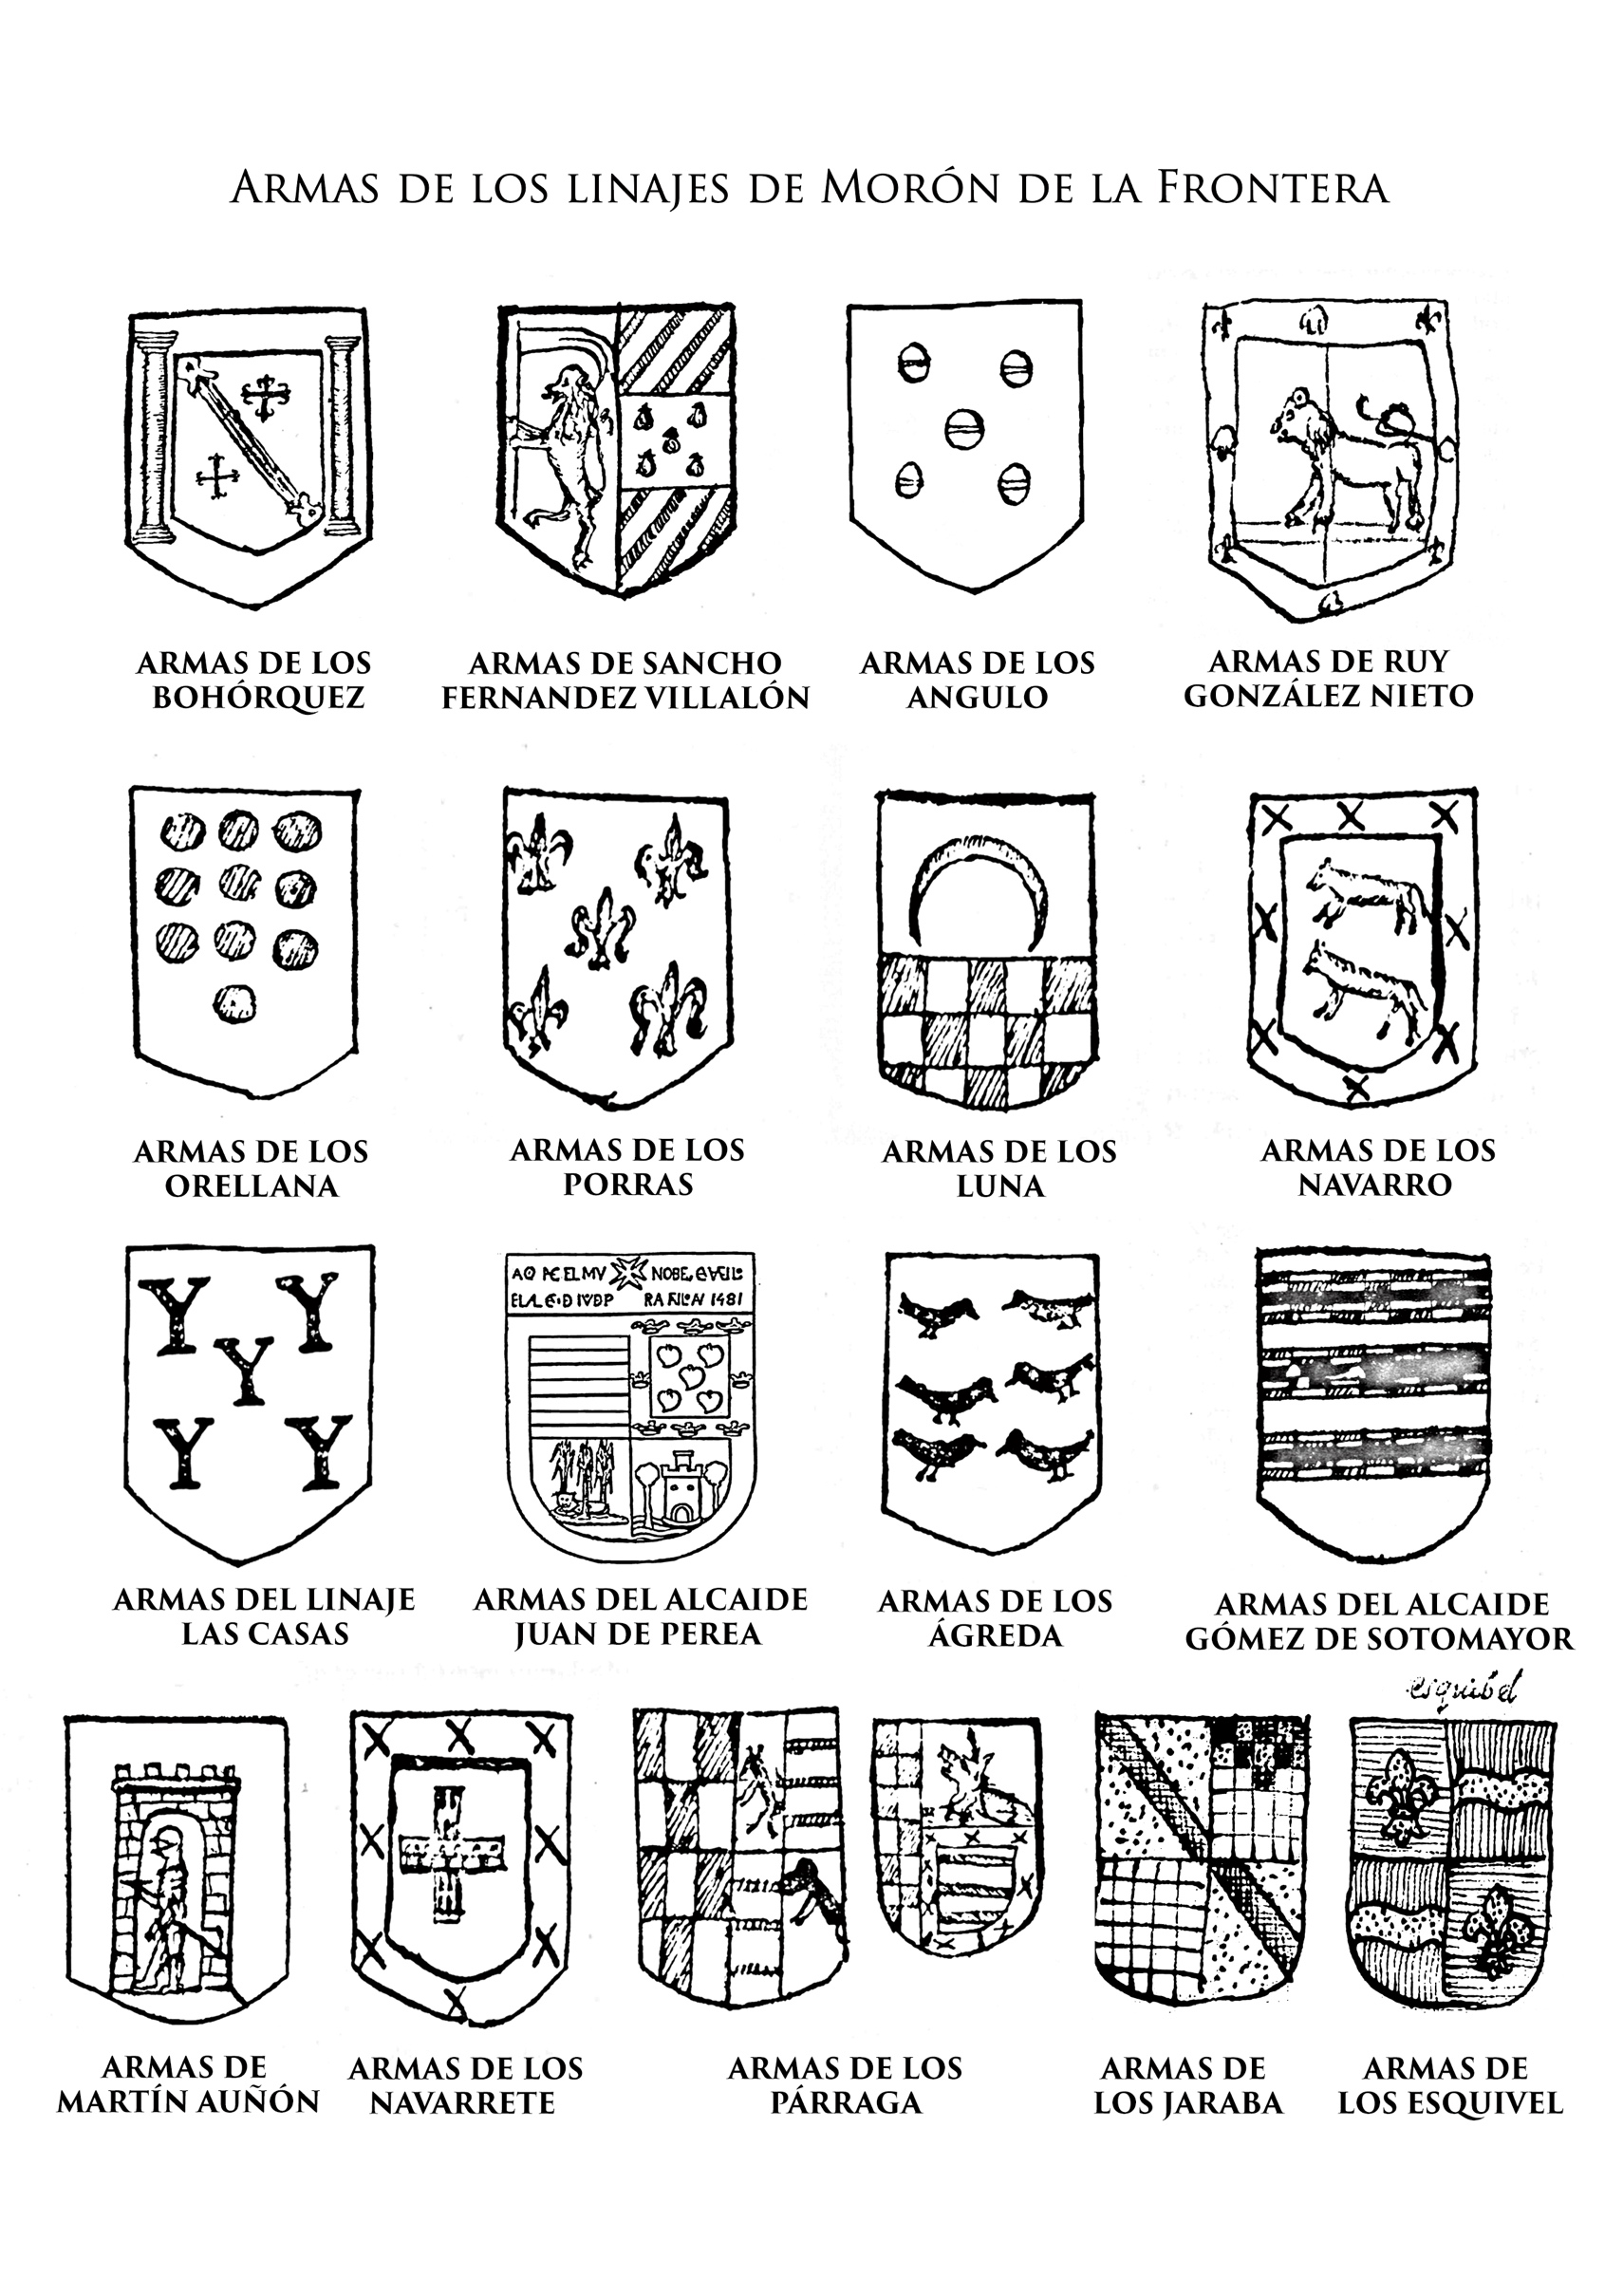 Armas de los linajes de Morón de la Frontera
ARMAS DE LOS
BOHÓRQUEZ
ARMAS DE SANCHO
FERNANDEZ VILLALÓN
ARMAS DE LOS
ANGULO
ARMAS DE RUY
GONZÁLEZ NIETO
ARMAS DE LOS
ORELLANA
ARMAS DE LOS
PORRAS
ARMAS DE LOS
LUNA
ARMAS DE LOS
NAVARRO
Y Y
Y
Y Y
ARMAS DEL LINAJE
LAS CASAS
1481
ARMAS DEL ALCAIDE
JUAN DE PEREA
ARMAS DE LOS
ÁGREDA
ARMAS DEL ALCAIDE
GÓMEZ DE SOTOMAYOR
ARMAS DE
MARTÍN AUÑÓN
ARMAS DE LOS
NAVARRETE
ARMAS DE LOS
PÁRRAGA
ARMAS DE
LOS JARABA
esquibel
ARMAS DE
LOS ESQUIVEL